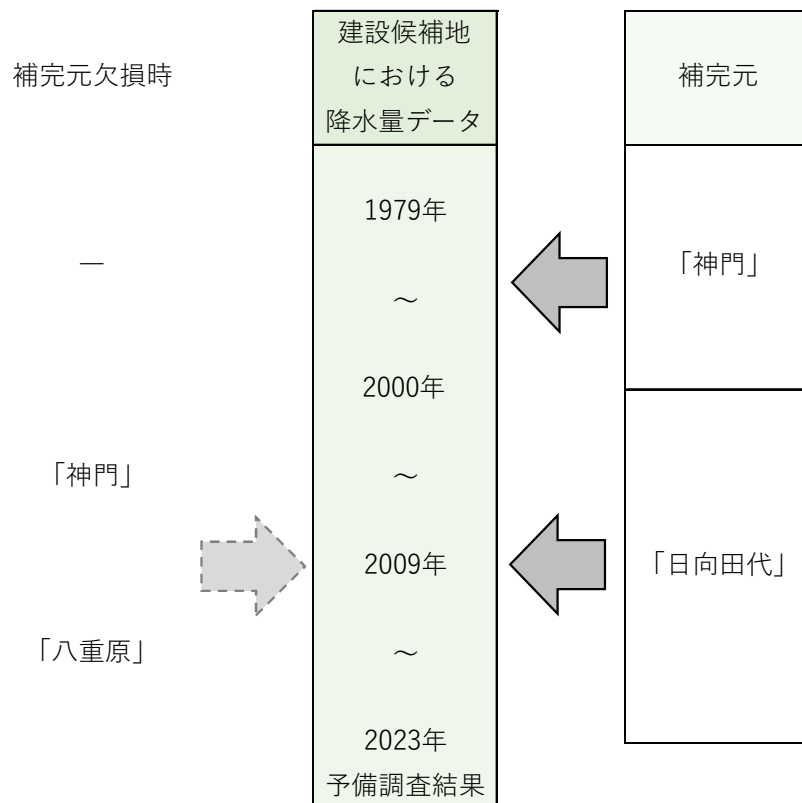 補完元欠損時
建設候補地
における
降水量データ
補完元
1979年
—
「神門」
～
2000年
「神門」
～
2009年
「日向田代」
「八重原」
～
2023年
予備調査結果